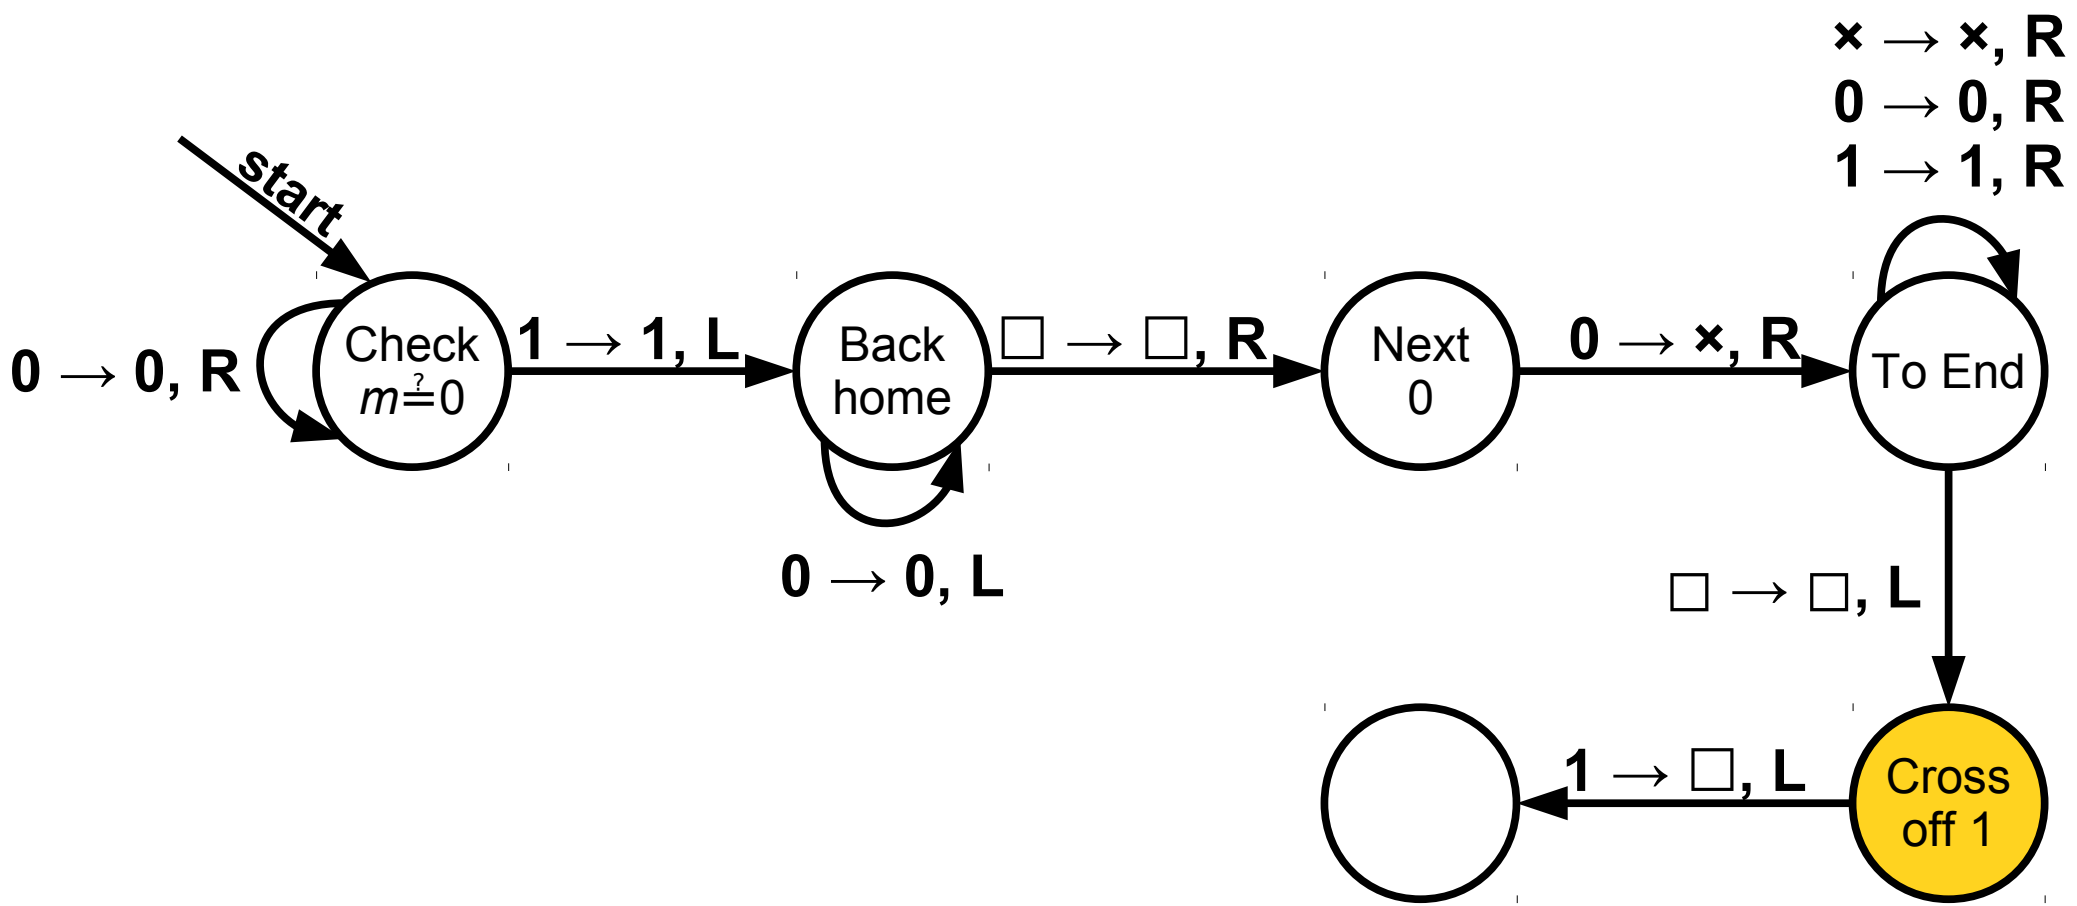 × → ×, R
0 → 0, R
1 → 1, R
start
0 → 0, R
Check
m≟0
1 → 1, L
Back
home
□ → □, R
Next
0
0 → ×, R
To End
0 → 0, L
□ → □, L
1 → □, L
Cross
off 1